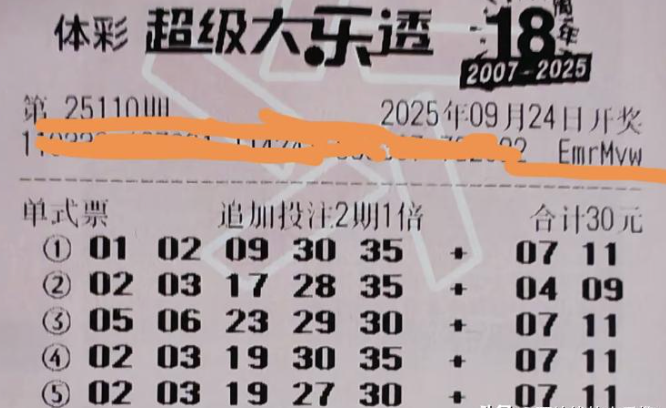 体彩 超级大乐透 18周年
2007-2025
第 25110期 2025年09月24日开奖
EmrMvw
单式票 追加投注2期1倍 合计30元
① 01 02 09 30 35 + 07 11
② 02 03 17 28 35 + 04 09
③ 05 06 23 29 30 + 07 11
④ 02 03 19 30 35 + 07 11
⑤ 02 03 19 27 30 + 07 11